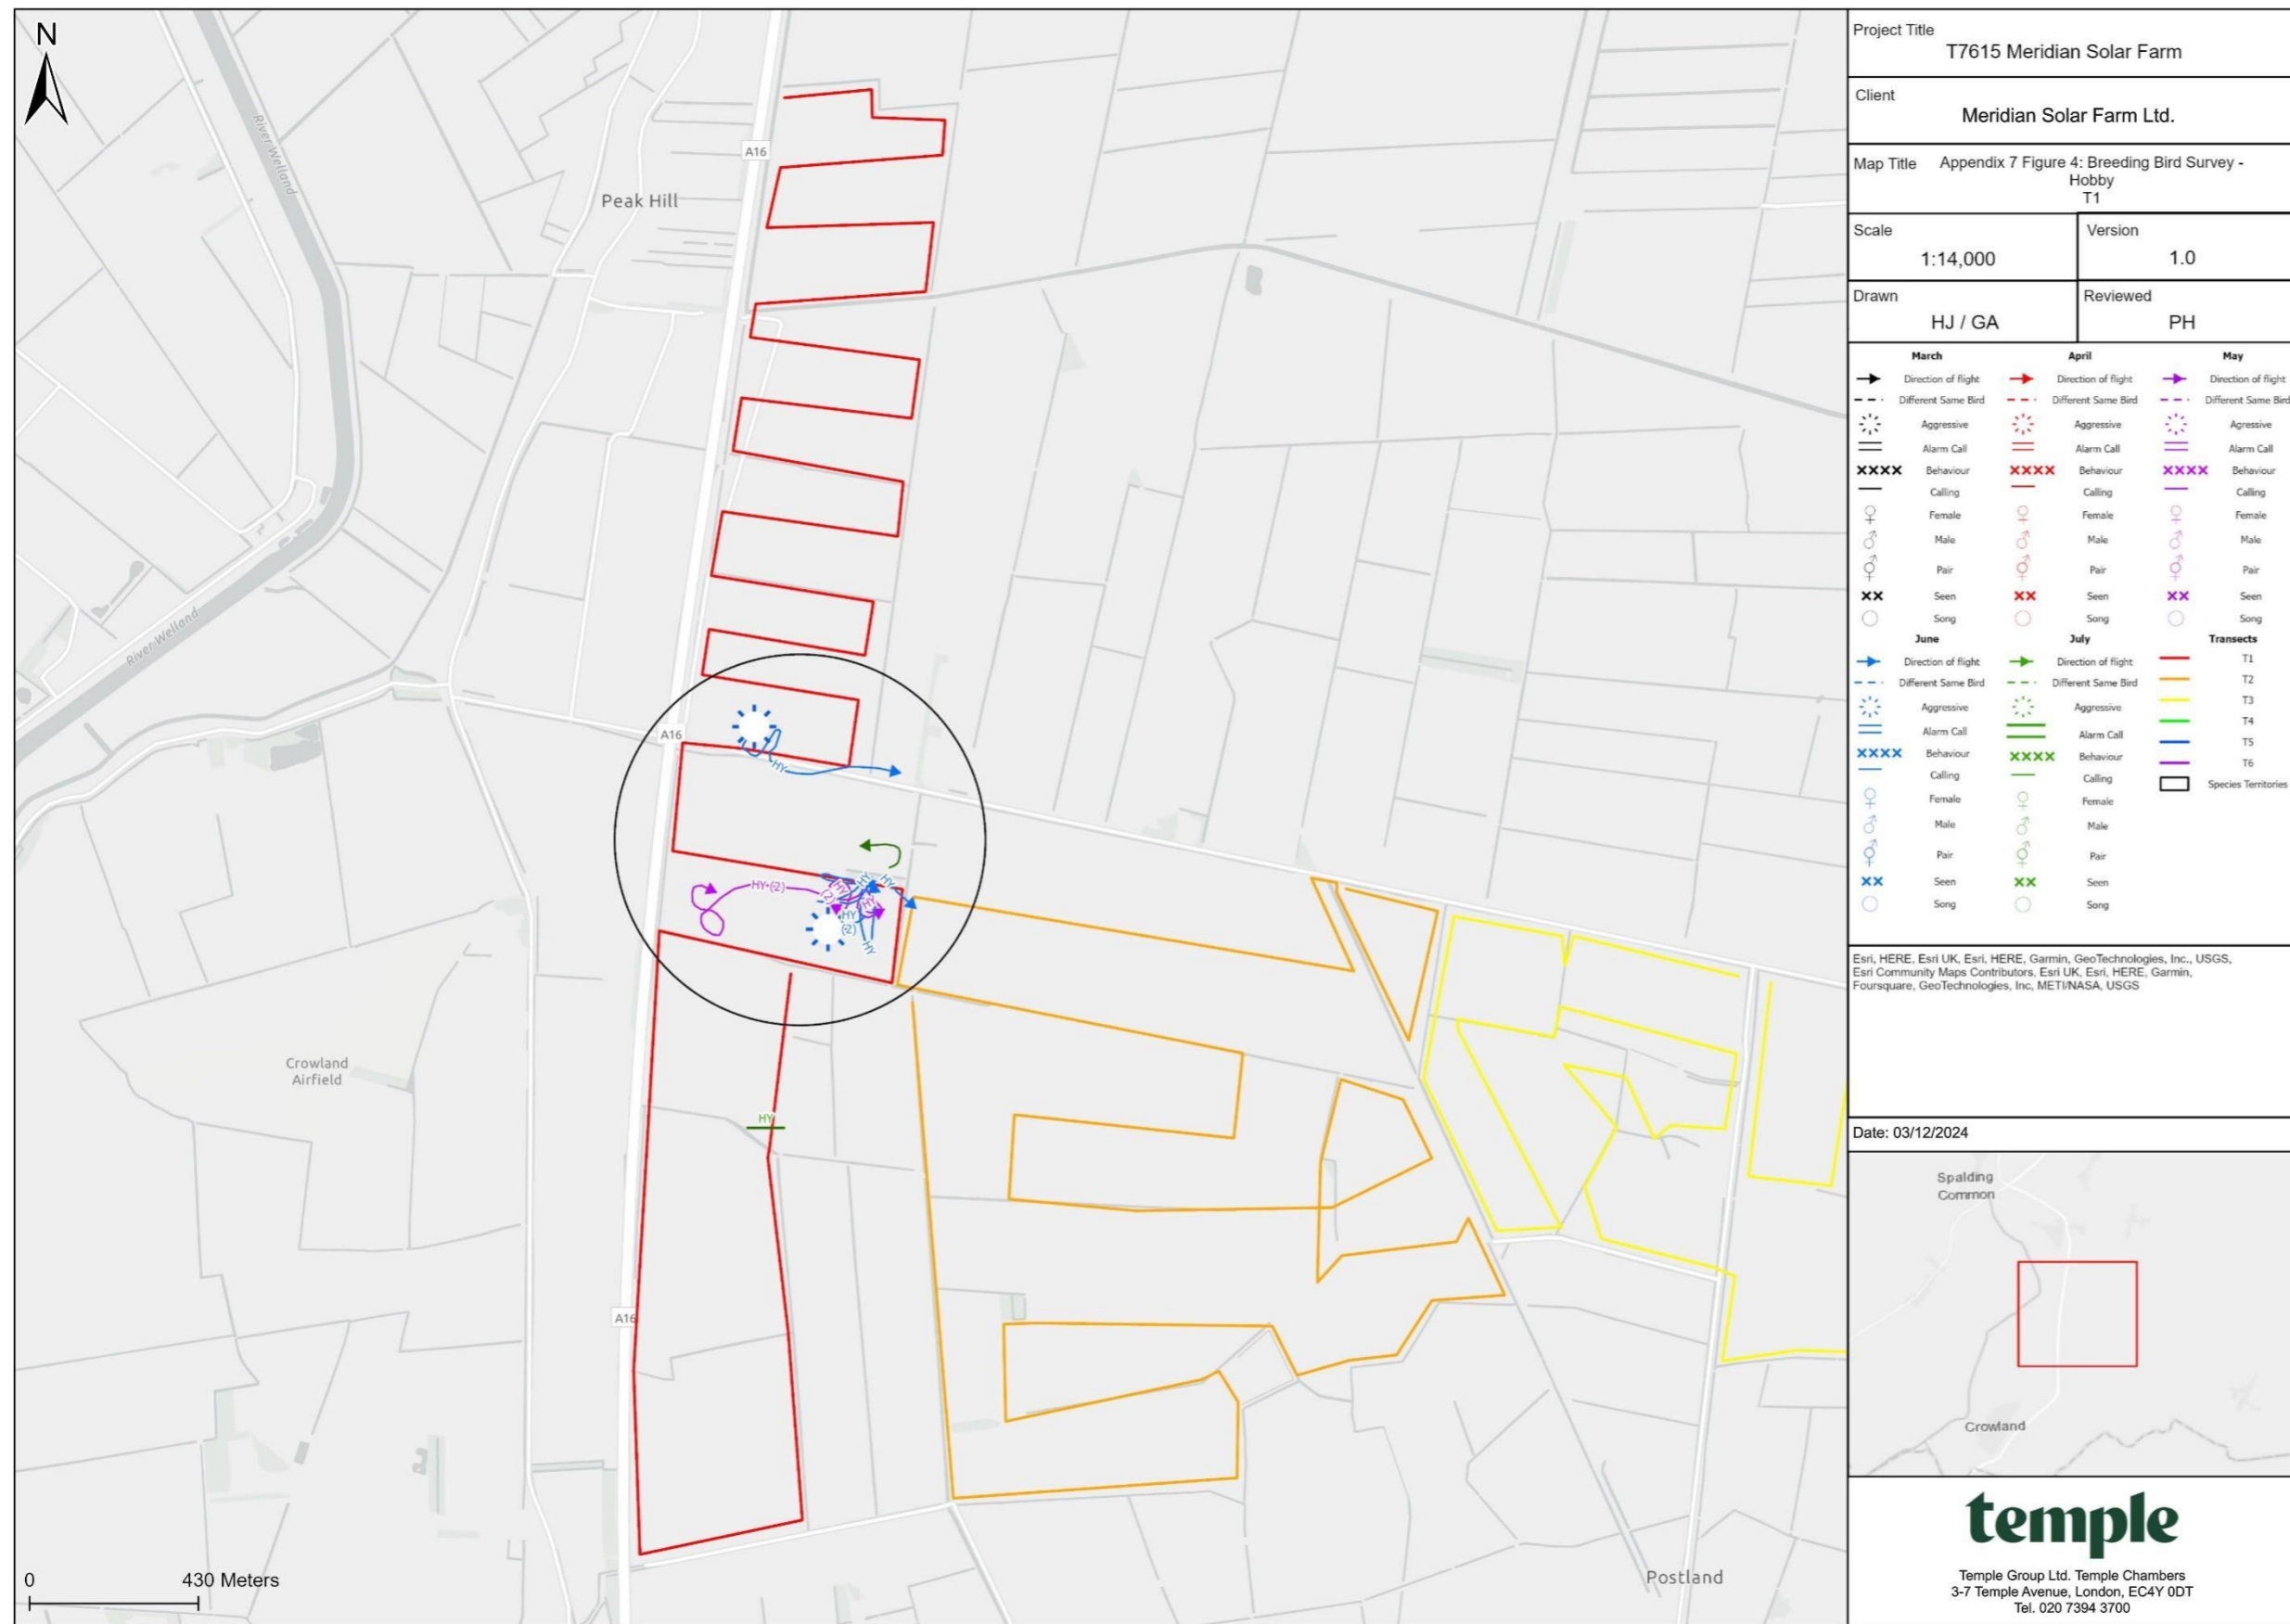 N
River Welland
A16
Peak Hill
River Welland
A16
HY
HY (2)
HY
HY
HY
(2)
HY
HY
(2)
HY
Crowland
Airfield
HY
A16
0 430 Meters
Postland
Project Title
T7615 Meridian Solar Farm
Client
Meridian Solar Farm Ltd.
Map Title Appendix 7 Figure 4: Breeding Bird Survey -
Hobby
T1
Scale
1:14,000
Version
1.0
Drawn
HJ / GA
Reviewed
PH
March April May
Direction of flight Direction of flight Direction of flight
Different Same Bird Different Same Bird Different Same Bird
Aggressive Aggressive Agressive
Alarm Call Alarm Call Alarm Call
Behaviour Behaviour Behaviour
Calling Calling Calling
Female Female Female
Male Male Male
Pair Pair Pair
Seen Seen Seen
Song Song Song
June July Transects
Direction of flight Direction of flight T1
Different Same Bird Different Same Bird T2
Aggressive Aggressive T3
Alarm Call Alarm Call T4
Behaviour Behaviour T5
Calling Calling T6
Female Female Species Territories
Male Male
Pair Pair
Seen Seen
Song Song
Esri, HERE, Esri UK, Esri, HERE, Garmin, GeoTechnologies, Inc., USGS,
Esri Community Maps Contributors, Esri UK, Esri, HERE, Garmin,
Foursquare, GeoTechnologies, Inc, METI/NASA, USGS
Date: 03/12/2024
Spalding
Common
Crowland
temple
Temple Group Ltd. Temple Chambers
3-7 Temple Avenue, London, EC4Y 0DT
Tel. 020 7394 3700